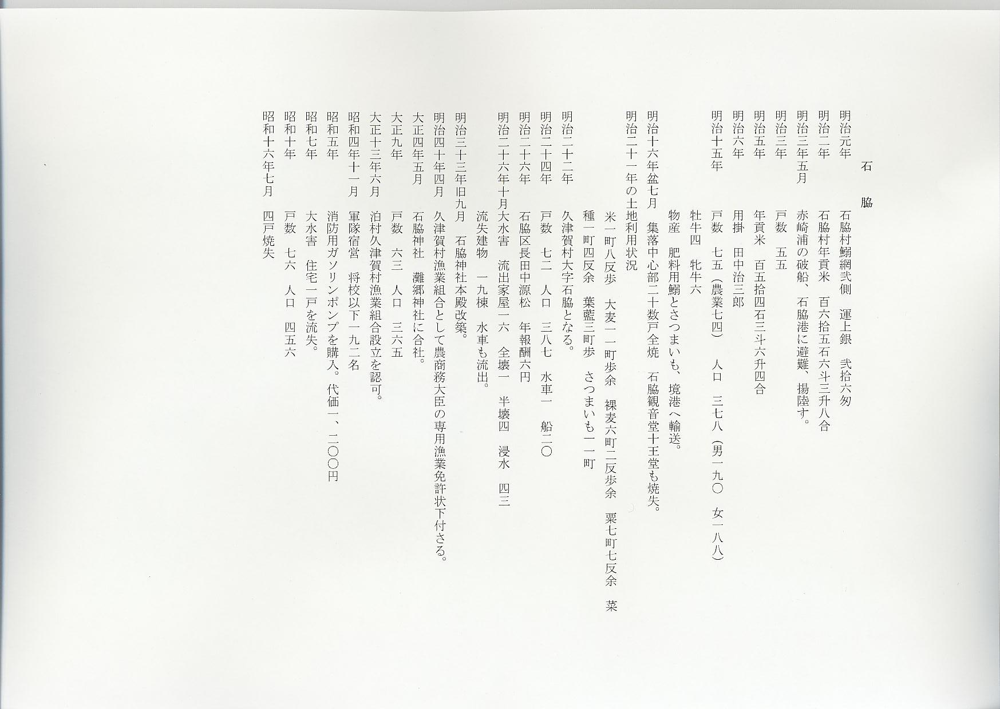 石　脇
明治元年　石脇村鰯網弐側　運上銀　弐拾六匁
明治二年　石脇村年貢米　百六拾五石六斗三升八合
明治三年五月　赤崎浦の破船、石脇港に避難、揚陸す。
明治三年　戸数　五五
明治五年　年貢米　百五拾四石三斗六升四合
明治六年　用掛　田中治三郎
明治十五年　戸数　七五（農業七四）　人口　三七八（男一九〇　女一八八）
牡牛四　牝牛六
物産　肥料用鰯とさつまいも、境港へ輸送。
明治十六年盆七月　集落中心部二十数戸全焼　石脇観音堂十王堂も焼失。
明治二十一年の土地利用状況
米一町八反歩　大麦一一町歩余　裸麦六町二反歩余　粟七町七反余　菜
種一町四反余　葉藍三町歩　さつまいも一一町
明治二十二年　久津賀村大字石脇となる。
明治二十四年　戸数　七二　人口　三八七　水車一　船二〇
明治二十六年　石脇区長田中源松　年報酬六円
明治二十六年十月大水害　流出家屋一六　全壊一　半壊四　浸水　四三
流失建物　一九棟　水車も流出。
明治三十三年旧九月　石脇神社本殿改築。
明治四十年四月　久津賀村漁業組合として農商務大臣の専用漁業免許状下付さる。
大正四年五月　石脇神社　灘郷神社に合社。
大正九年　戸数　六三　人口　三六五
大正十三年六月　泊村久津賀村漁業組合設立を認可。
昭和四年十一月　軍隊宿営　将校以下一九二名
昭和五年　消防用ガソリンポンプを購入。代価一、二〇〇円
昭和七年　大水害　住宅一戸を流失。
昭和十年　戸数　七六　人口　四五六
昭和十六年七月　四戸焼失